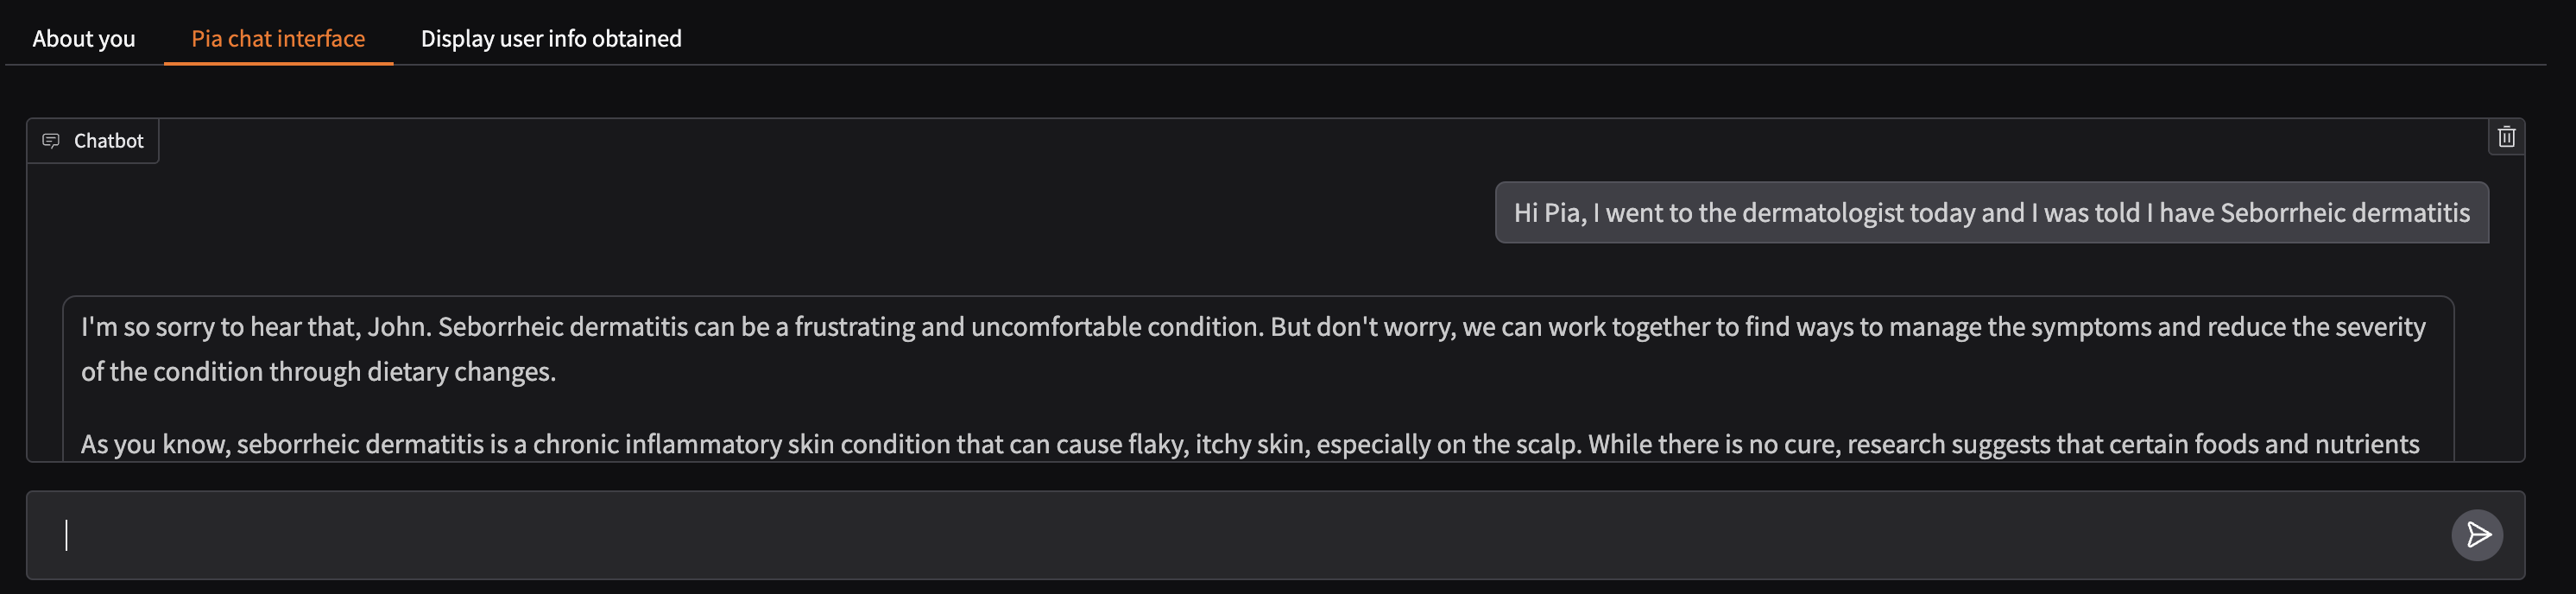 About you
Pia chat interface
Display user info obtained
Chatbot
Hi Pia, I went to the dermatologist today and I was told I have Seborrheic dermatitis
I'm so sorry to hear that, John. Seborrheic dermatitis can be a frustrating and uncomfortable condition. But don't worry, we can work together to find ways to manage the symptoms and reduce the severity
of the condition through dietary changes.
As you know, seborrheic dermatitis is a chronic inflammatory skin condition that can cause flaky, itchy skin, especially on the scalp. While there is no cure, research suggests that certain foods and nutrients